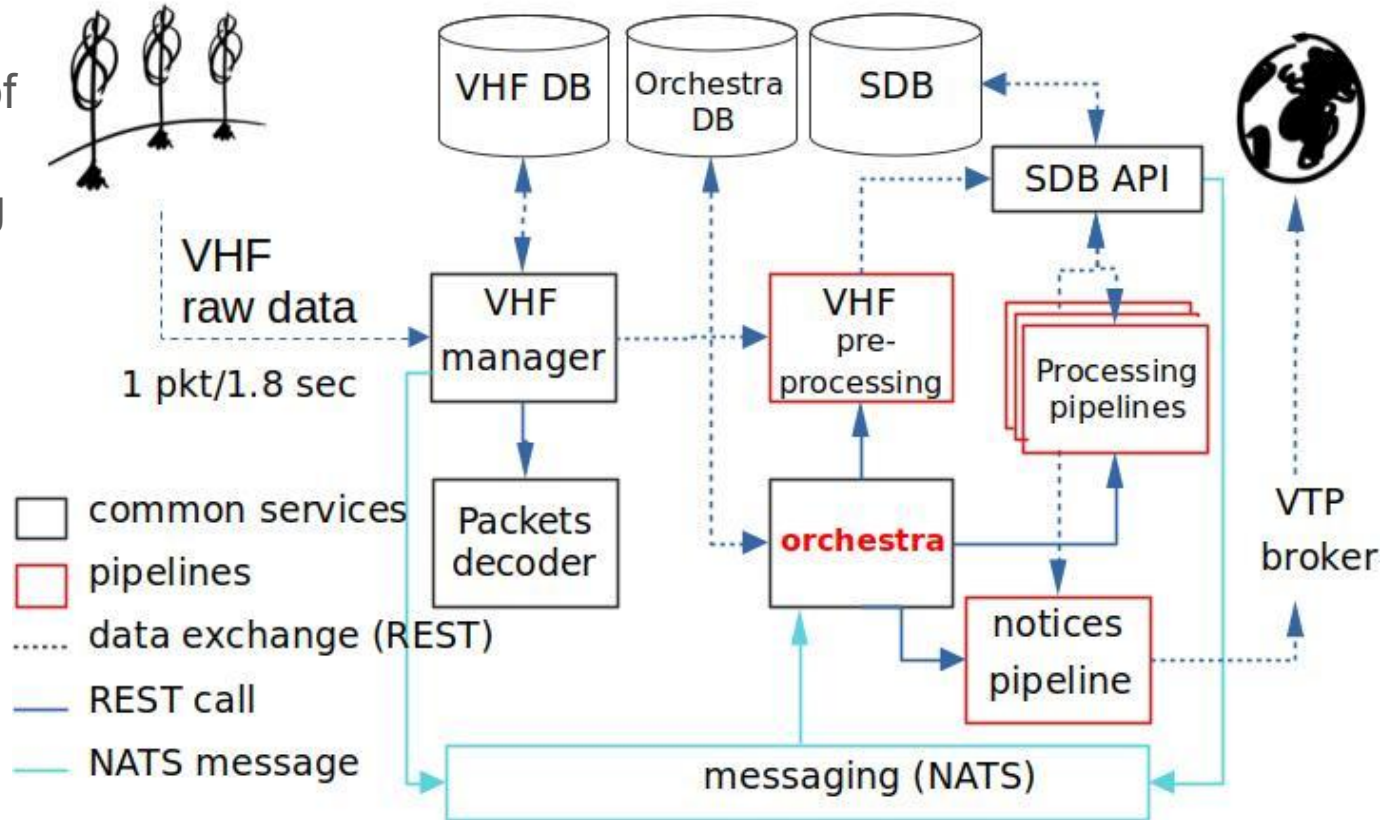 of
g
VHF DB
Orchestra
DB
SDB
SDB API
VHF
raw data
1 pkt/1.8 sec
VHF
manager
VHF
pre-
processing
Processing
pipelines
Packets
decoder
orchestra
notices
pipeline
VTP
broker
common services
pipelines
data exchange (REST)
REST call
NATS message
messaging (NATS)